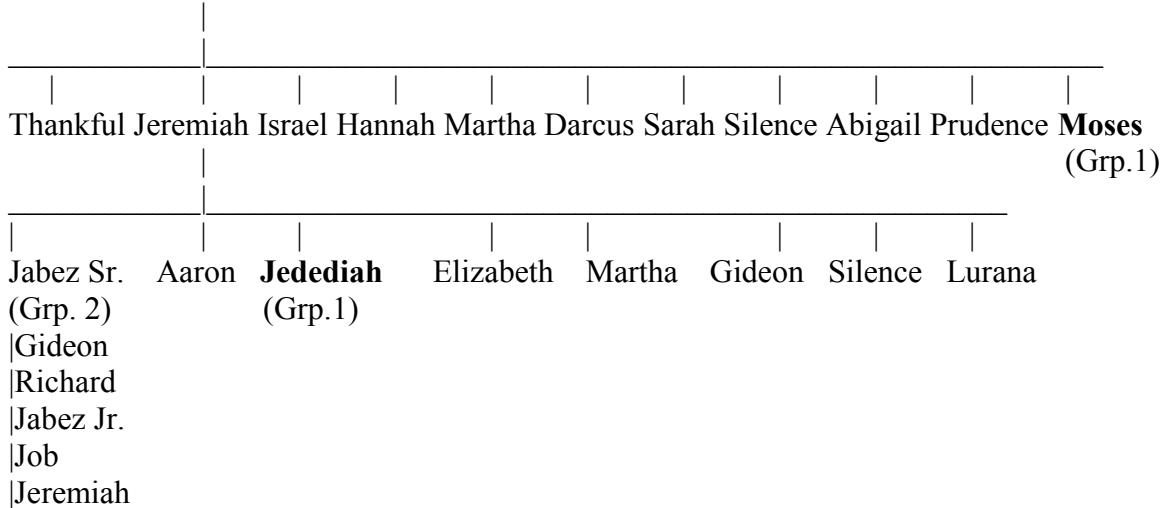 Thankful Jeremiah Israel Hannah Martha Darcus Sarah Silence Abigail Prudence Moses
(Grp.1)
Jabez Sr. Aaron Jedediah Elizabeth Martha Gideon Silence Lurana
(Grp. 2) (Grp.1)
|Gideon
|Richard
|Jabez Jr.
|Job
|Jeremiah